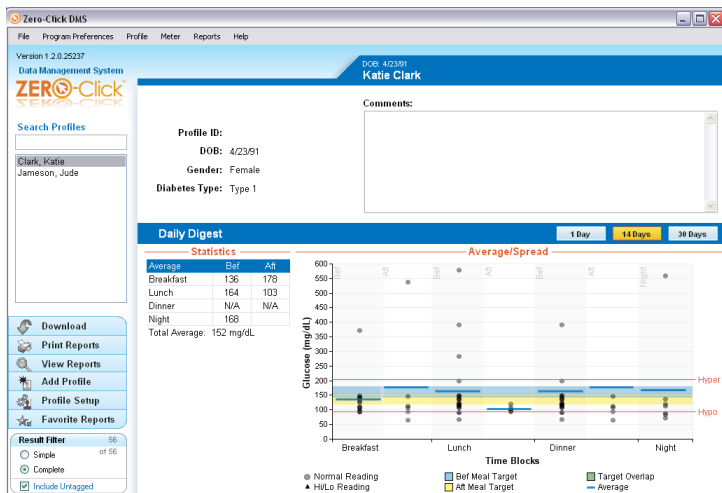 Zero-Click DMS
File Program Preferences Profile Meter Reports Help
Version 1.2.0.25237
Data Management System
ZERO-Click
Search Profiles
Clark, Katie
Jameson, Jude
Download
Print Reports
View Reports
Add Profile
Profile Setup
Favorite Reports
Result Filter 56
of 56
Simple
Complete
Include Untagged
DOB: 4/23/91
Katie Clark
Comments:
Profile ID:
DOB: 4/23/91
Gender: Female
Diabetes Type: Type 1
Daily Digest 1 Day 14 Days 30 Days
Statistics
Average Bef Aft
Breakfast 136 178
Lunch 164 103
Dinner N/A N/A
Night 168
Total Average: 152 mg/dL
Average/Spread
Glucose (mg/dL)
600
550
500
450
400
350
300
250
200
150
100
50
0
Bef Aft Bef Aft Bef Aft Night
Hyper
Hypo
Breakfast Lunch Dinner Night
Time Blocks
Normal Reading Bef Meal Target Target Overlap
Hi/Lo Reading Aft Meal Target Average